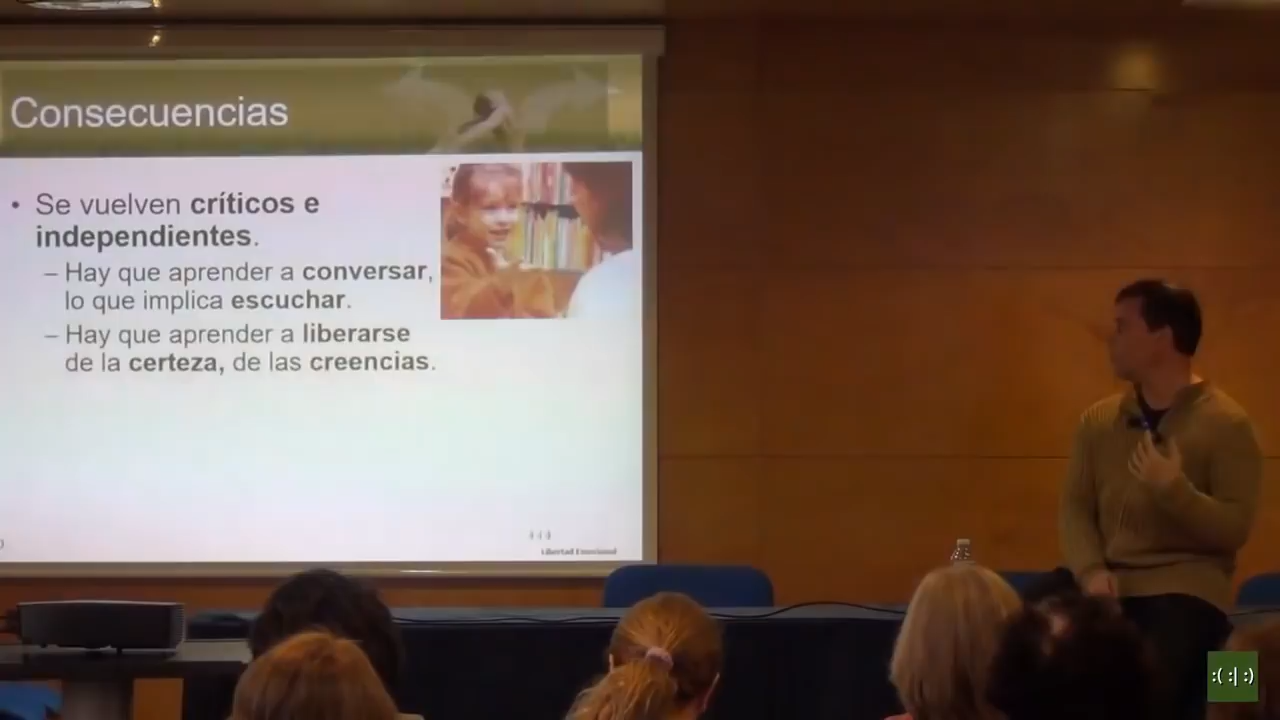 Consecuencias
• Se vuelven críticos e
independientes.
– Hay que aprender a conversar,
lo que implica escuchar.
– Hay que aprender a liberarse
de la certeza, de las creencias.
Libertad Emocional
:( :| :)